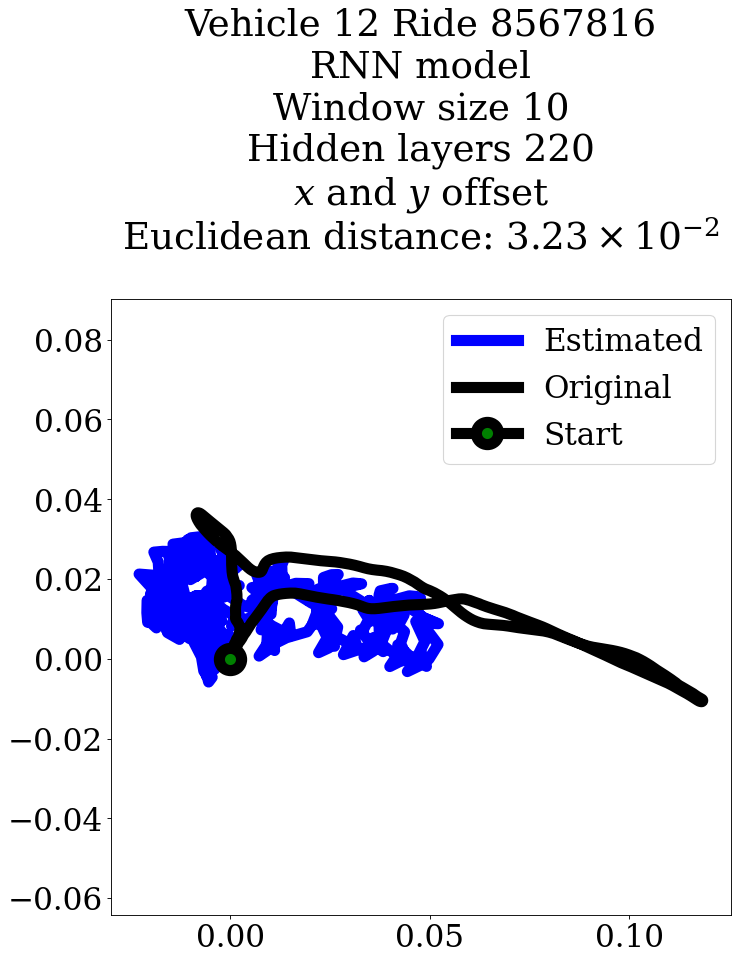 Vehicle 12 Ride 8567816
RNN model
Window size 10
Hidden layers 220
x and y offset
Euclidean distance: 3.23 × 10⁻²
Estimated
Original
Start
0.08
0.06
0.04
0.02
0.00
−0.02
−0.04
−0.06
0.00 0.05 0.10